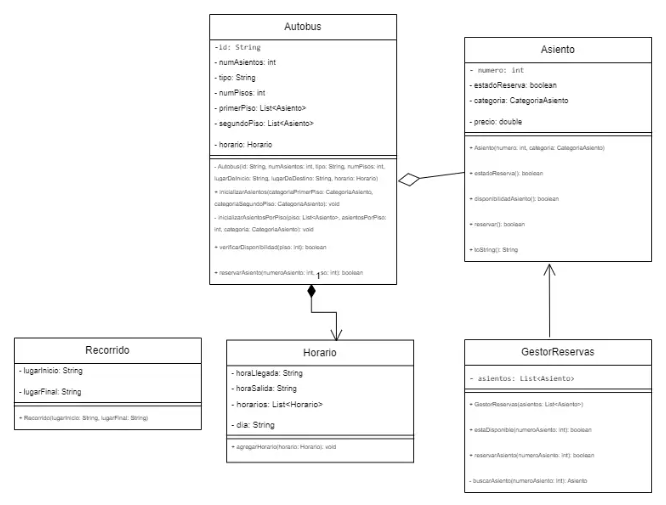 Autobus
-id: String
- numAsientos: int
- tipo: String
- numPisos: int
- primerPiso: List<Asiento>
- segundoPiso: List<Asiento>
- horario: Horario
- Autobus(id: String, numAsientos: int, tipo: String, numPisos: int,
lugarDeInicio: String, lugarDeDestino: String, horario: Horario)
+ inicializarAsientos(categoriaPrimerPiso: CategoriaAsiento,
categoriaSegundoPiso: CategoriaAsiento): void
- inicializarAsientosPorPiso(piso: List<Asiento>, asientosPorPiso:
int, categoria: CategoriaAsiento): void
+ verificarDisponibilidad(piso: int): boolean
+ reservarAsiento(numeroAsiento: int, so: int): boolean
1
Asiento
- numero: int
- estadoReserva: boolean
- categoria: CategoriaAsiento
- precio: double
+ Asiento(numero: int, categoria: CategoriaAsiento)
+ estadoReserva(): boolean
+ disponibilidadAsiento(): boolean
+ reservar(): boolean
+ toString(): String
Recorrido
- lugarInicio: String
- lugarFinal: String
+ Recorrido(lugarInicio: String, lugarFinal: String)
Horario
- horaLlegada: String
- horaSalida: String
- horarios: List<Horario>
- dia: String
+ agregarHorario(horario: Horario): void
GestorReservas
- asientos: List<Asiento>
+ GestorReservas(asientos: List<Asiento>)
+ estaDisponble(numeroAsiento: int): boolean
+ reservarAsiento(numeroAsiento: int): boolean
- buscarAsiento(numeroAsiento: int): Asiento